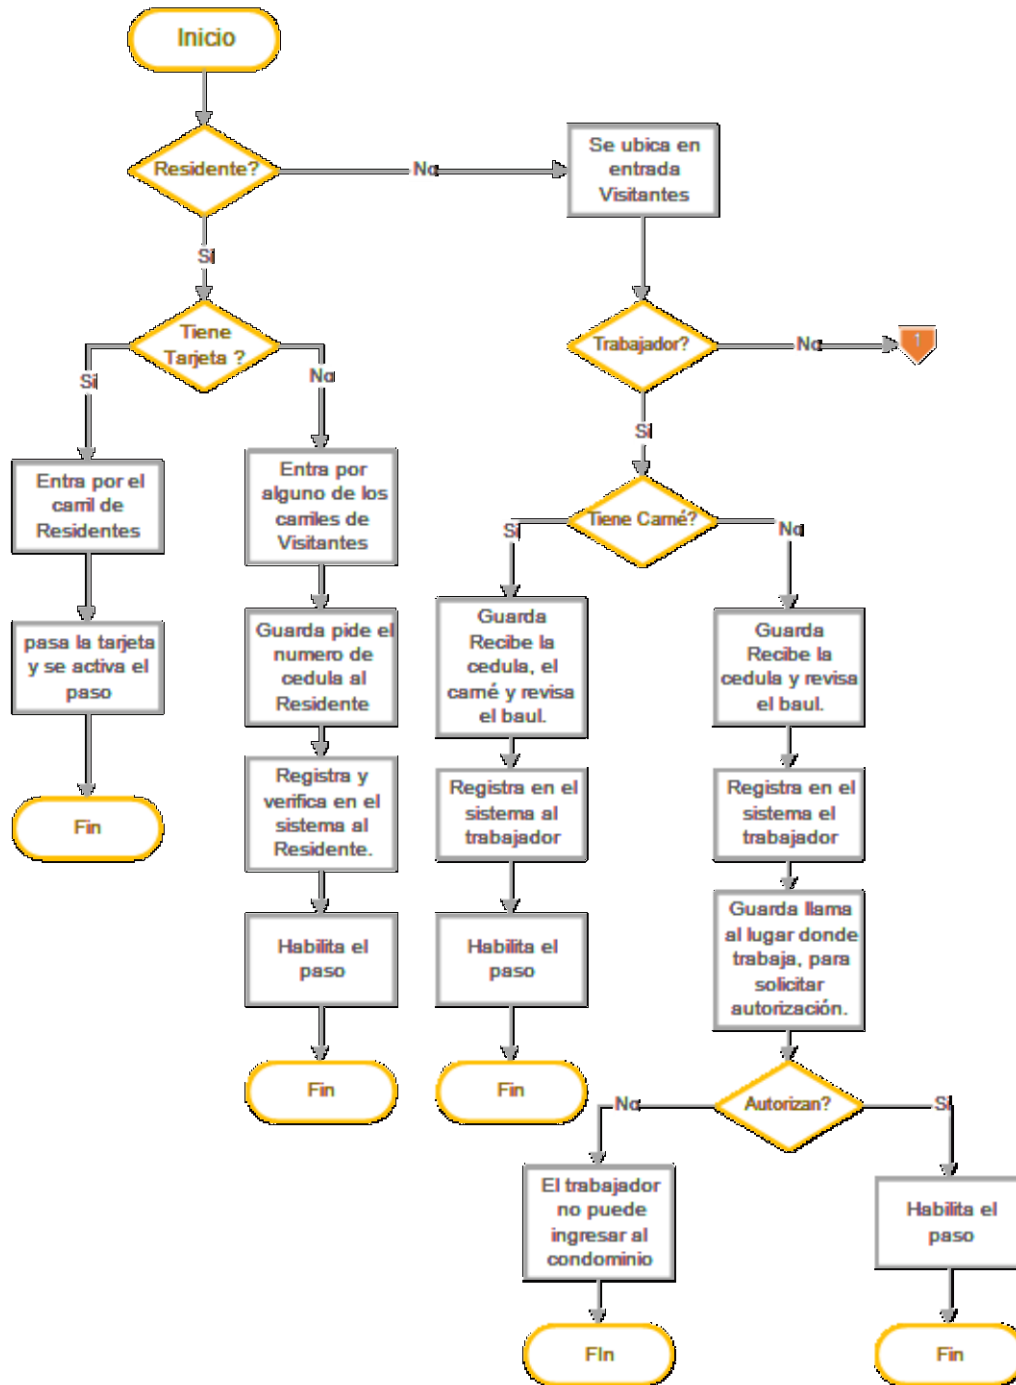 Inicio
Residente?
No
Se ubica en
entrada
Visitantes
Si
Tiene
Tarjeta ?
Si
No
Trabajador?
No
1
Si
Entra por el
carril de
Residentes
Entra por
alguno de los
carriles de
Visitantes
Tiene Carné?
Si
No
pasa la tarjeta
y se activa el
paso
Guarda pide el
numero de
cedula al
Residente
Guarda
Recibe la
cedula, el
carné y revisa
el baul.
Guarda
Recibe la
cedula y revisa
el baul.
Fin
Registra y
verifica en el
sistema al
Residente.
Registra en el
sistema al
trabajador
Registra en el
sistema el
trabajador
Habilita el
paso
Habilita el
paso
Guarda llama
al lugar donde
trabaja, para
solicitar
autorización.
Fin
Fin
Autorizan?
No
Si
El trabajador
no puede
ingresar al
condominio
Habilita el
paso
FIn
Fin